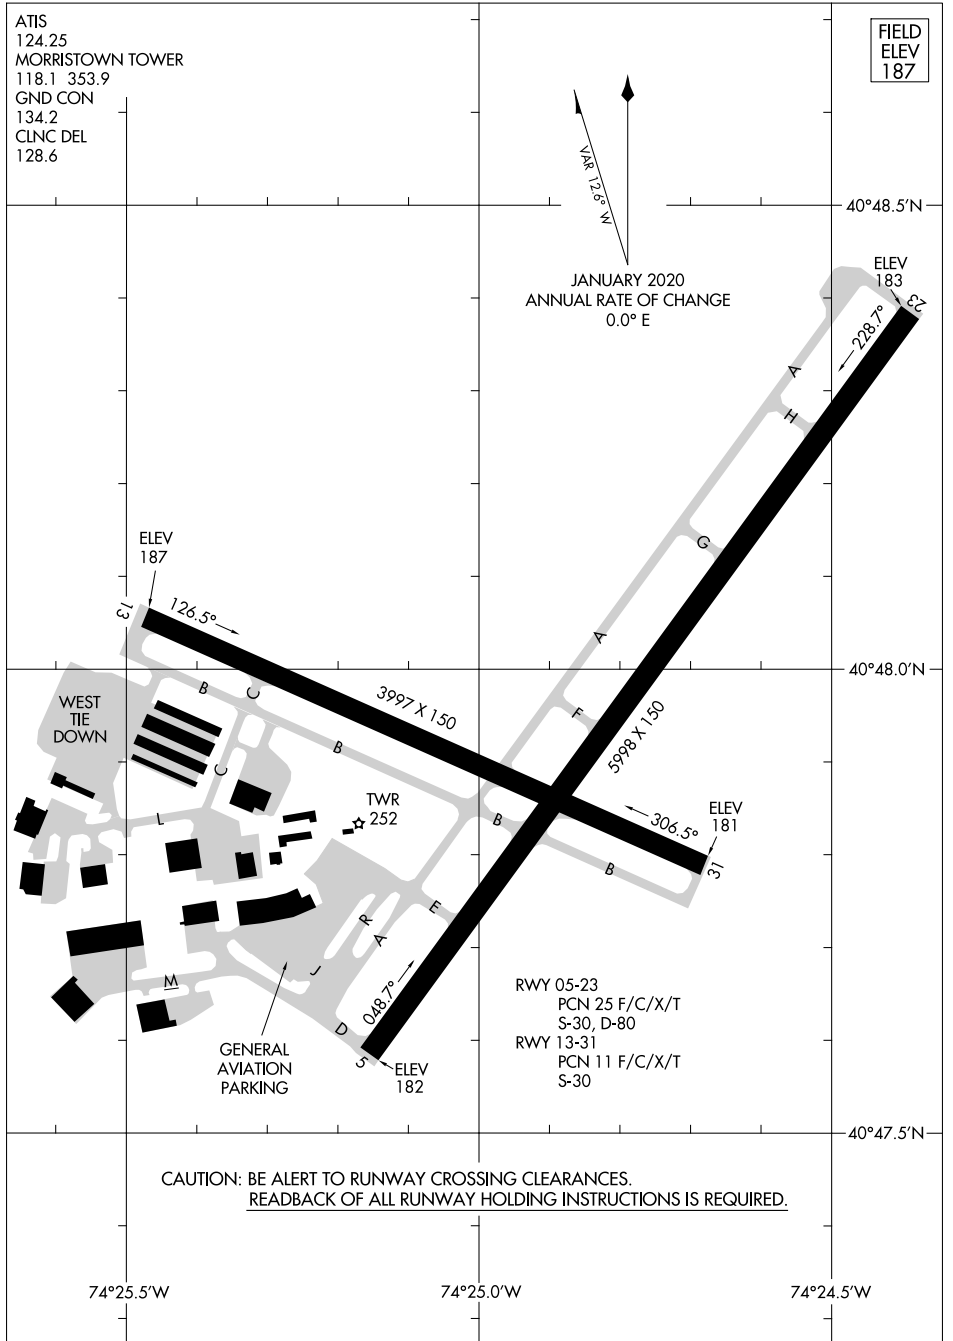 ATIS
124.25
MORRISTOWN TOWER
118.1 353.9
GND CON
134.2
CLNC DEL
128.6
FIELD
ELEV
187
VAR 12.6° W
JANUARY 2020
ANNUAL RATE OF CHANGE
0.0° E
40°48.5'N
ELEV
183
23
228.7°
A
H
G
ELEV
187
13
126.5°
A
40°48.0'N
WEST
TIE
DOWN
B
C
3997 X 150
F
5998 X 150
B
C
TWR
252
L
B
306.5°
ELEV
181
B
31
E
R
A
J
M
048.7°
D
5
ELEV
182
GENERAL
AVIATION
PARKING
RWY 05-23
PCN 25 F/C/X/T
S-30, D-80
RWY 13-31
PCN 11 F/C/X/T
S-30
40°47.5'N
CAUTION: BE ALERT TO RUNWAY CROSSING CLEARANCES.
READBACK OF ALL RUNWAY HOLDING INSTRUCTIONS IS REQUIRED.
74°25.5'W
74°25.0'W
74°24.5'W